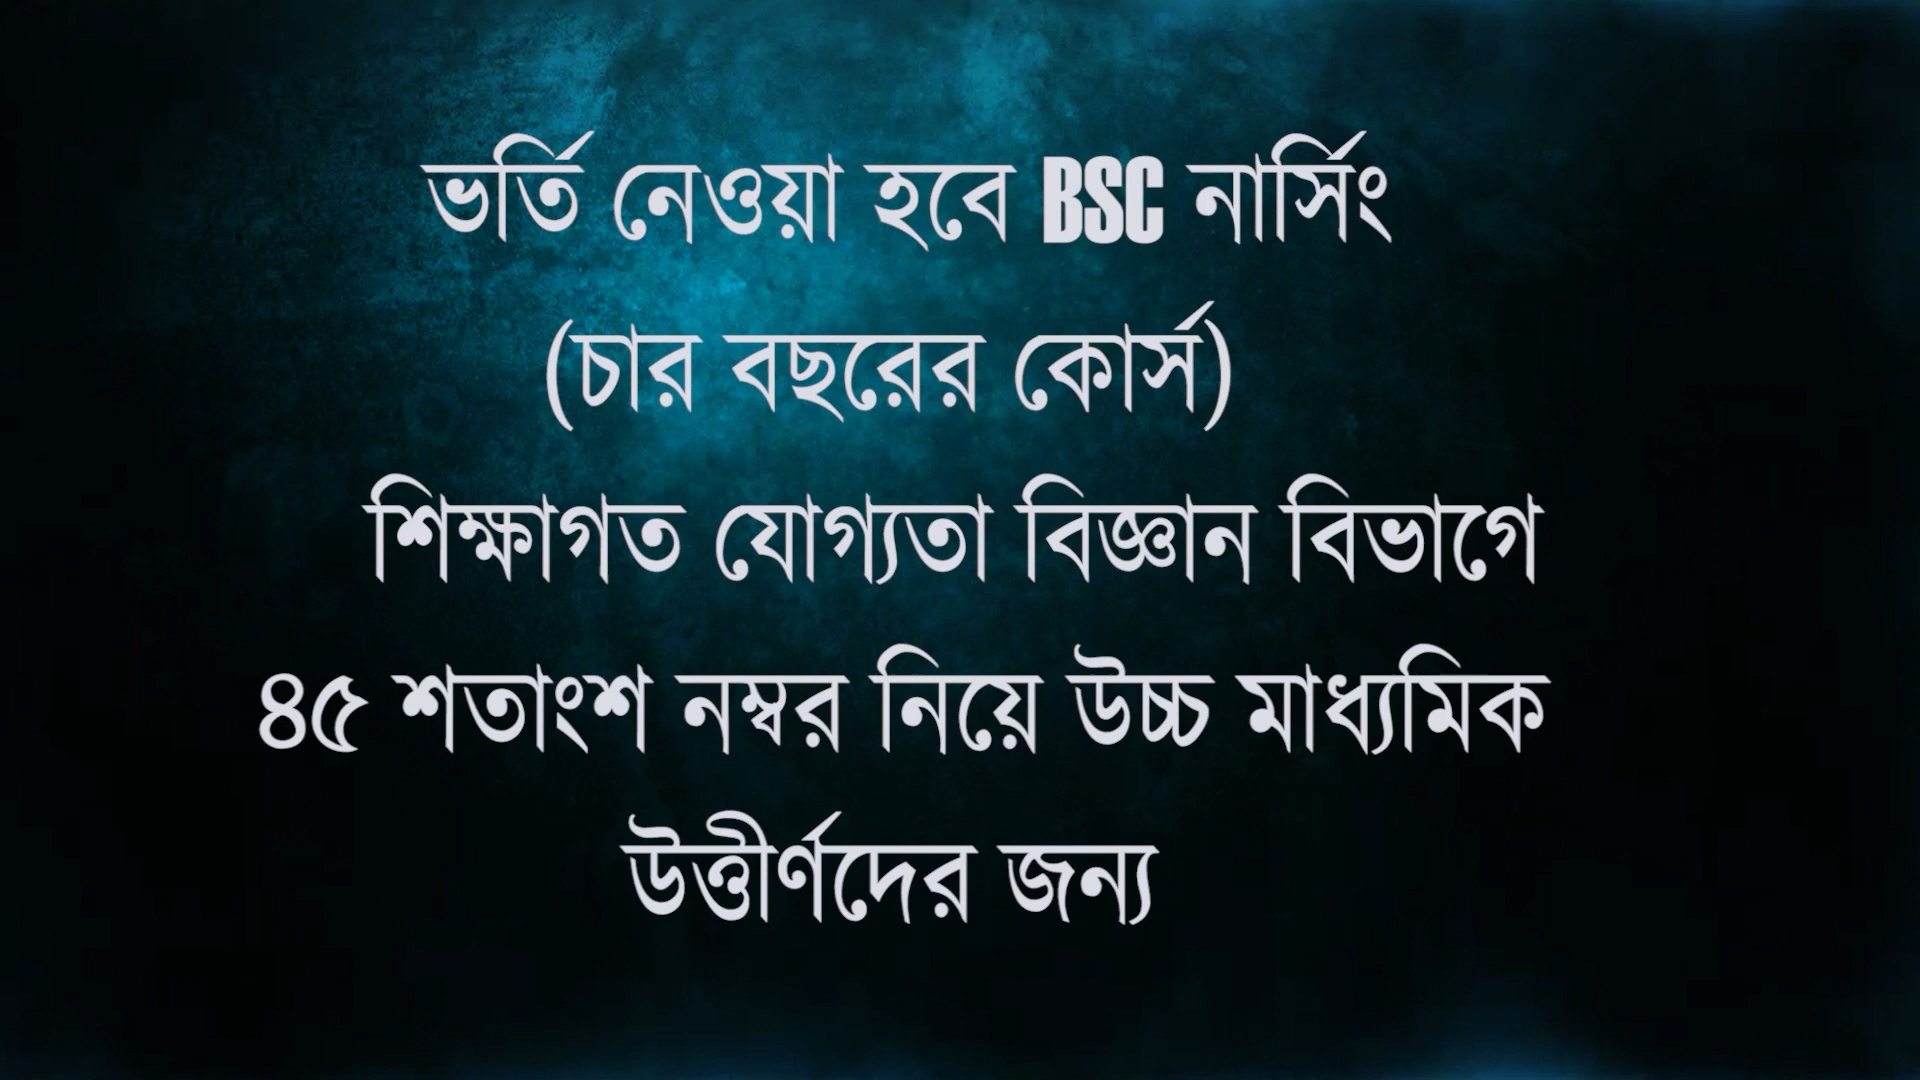 ভর্তি নেওয়া হবে BSC নার্সিং
(চার বছরের কোর্স)
শিক্ষাগত যোগ্যতা বিজ্ঞান বিভাগে
৪৫ শতাংশ নম্বর নিয়ে উচ্চ মাধ্যমিক
উত্তীর্ণদের জন্য